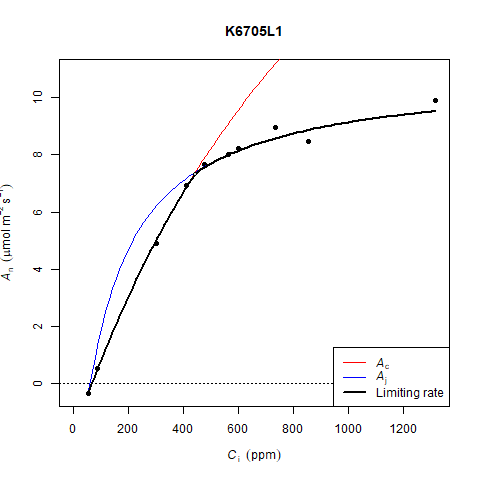 K6705L1
10
8
6
4
2
0
Aₙ (μmol m⁻² s⁻¹)
0 200 400 600 800 1000 1200
Cᵢ (ppm)
A꜀
Aⱼ
Limiting rate